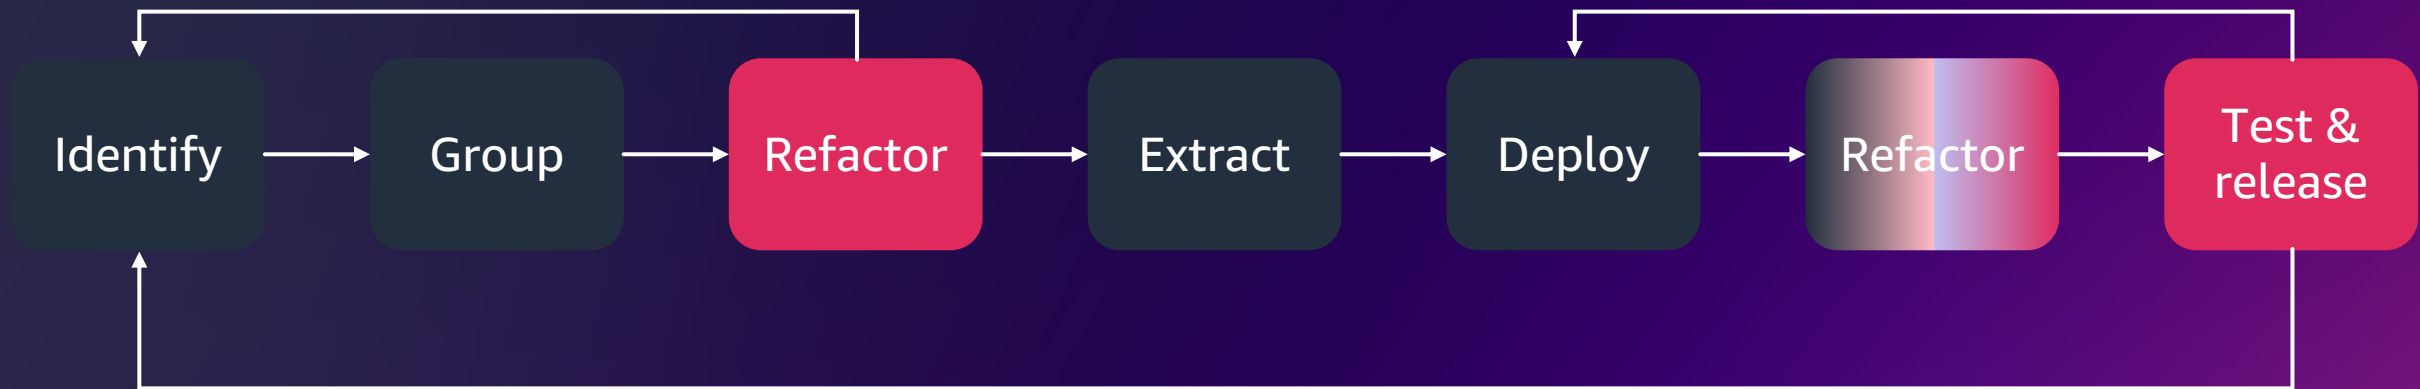 Identify
Group
Refactor
Extract
Deploy
Refactor
Test &
release